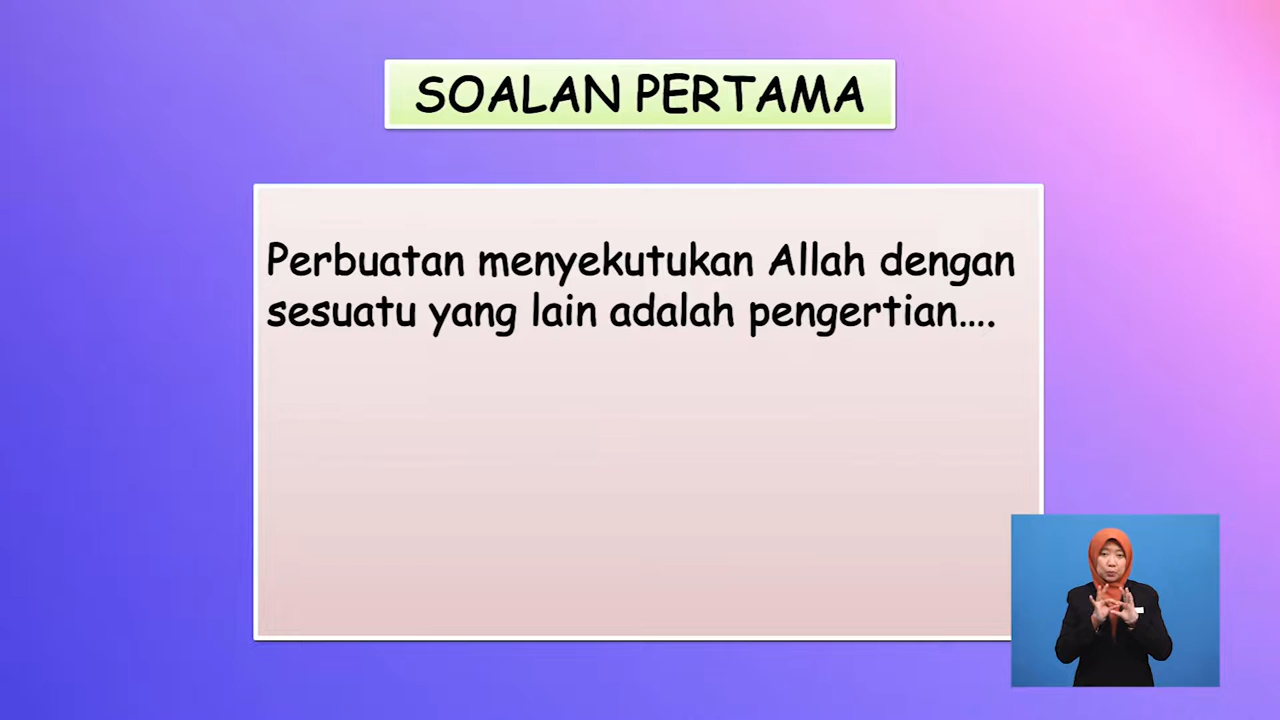 SOALAN PERTAMA
Perbuatan menyekutukan Allah dengan
sesuatu yang lain adalah pengertian....